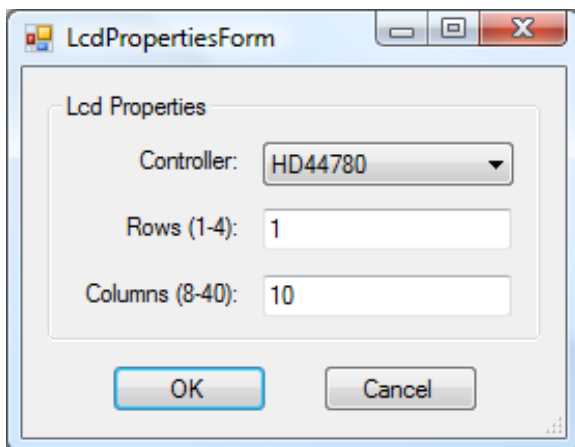 LcdPropertiesForm
Lcd Properties
Controller: HD44780
Rows (1-4): 1
Columns (8-40): 10
OK Cancel